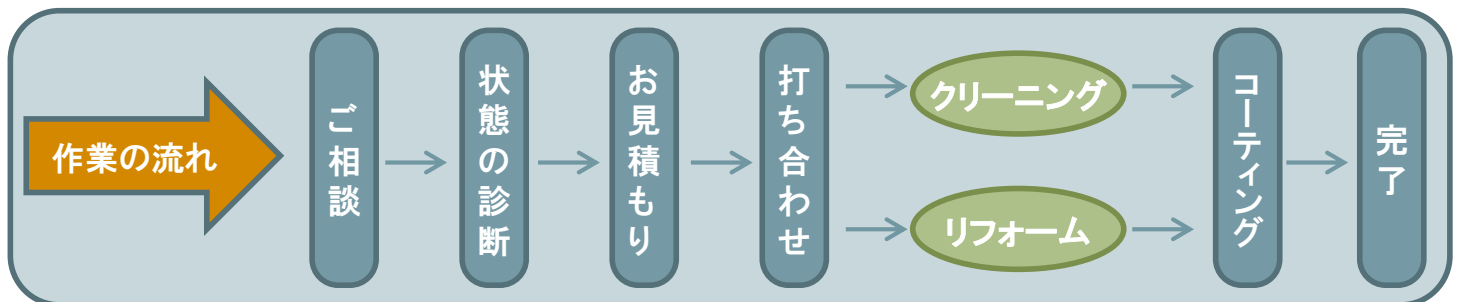 作業の流れ
ご相談
状態の診断
お見積もり
打ち合わせ
クリーニング
リフォーム
コーティング
完了